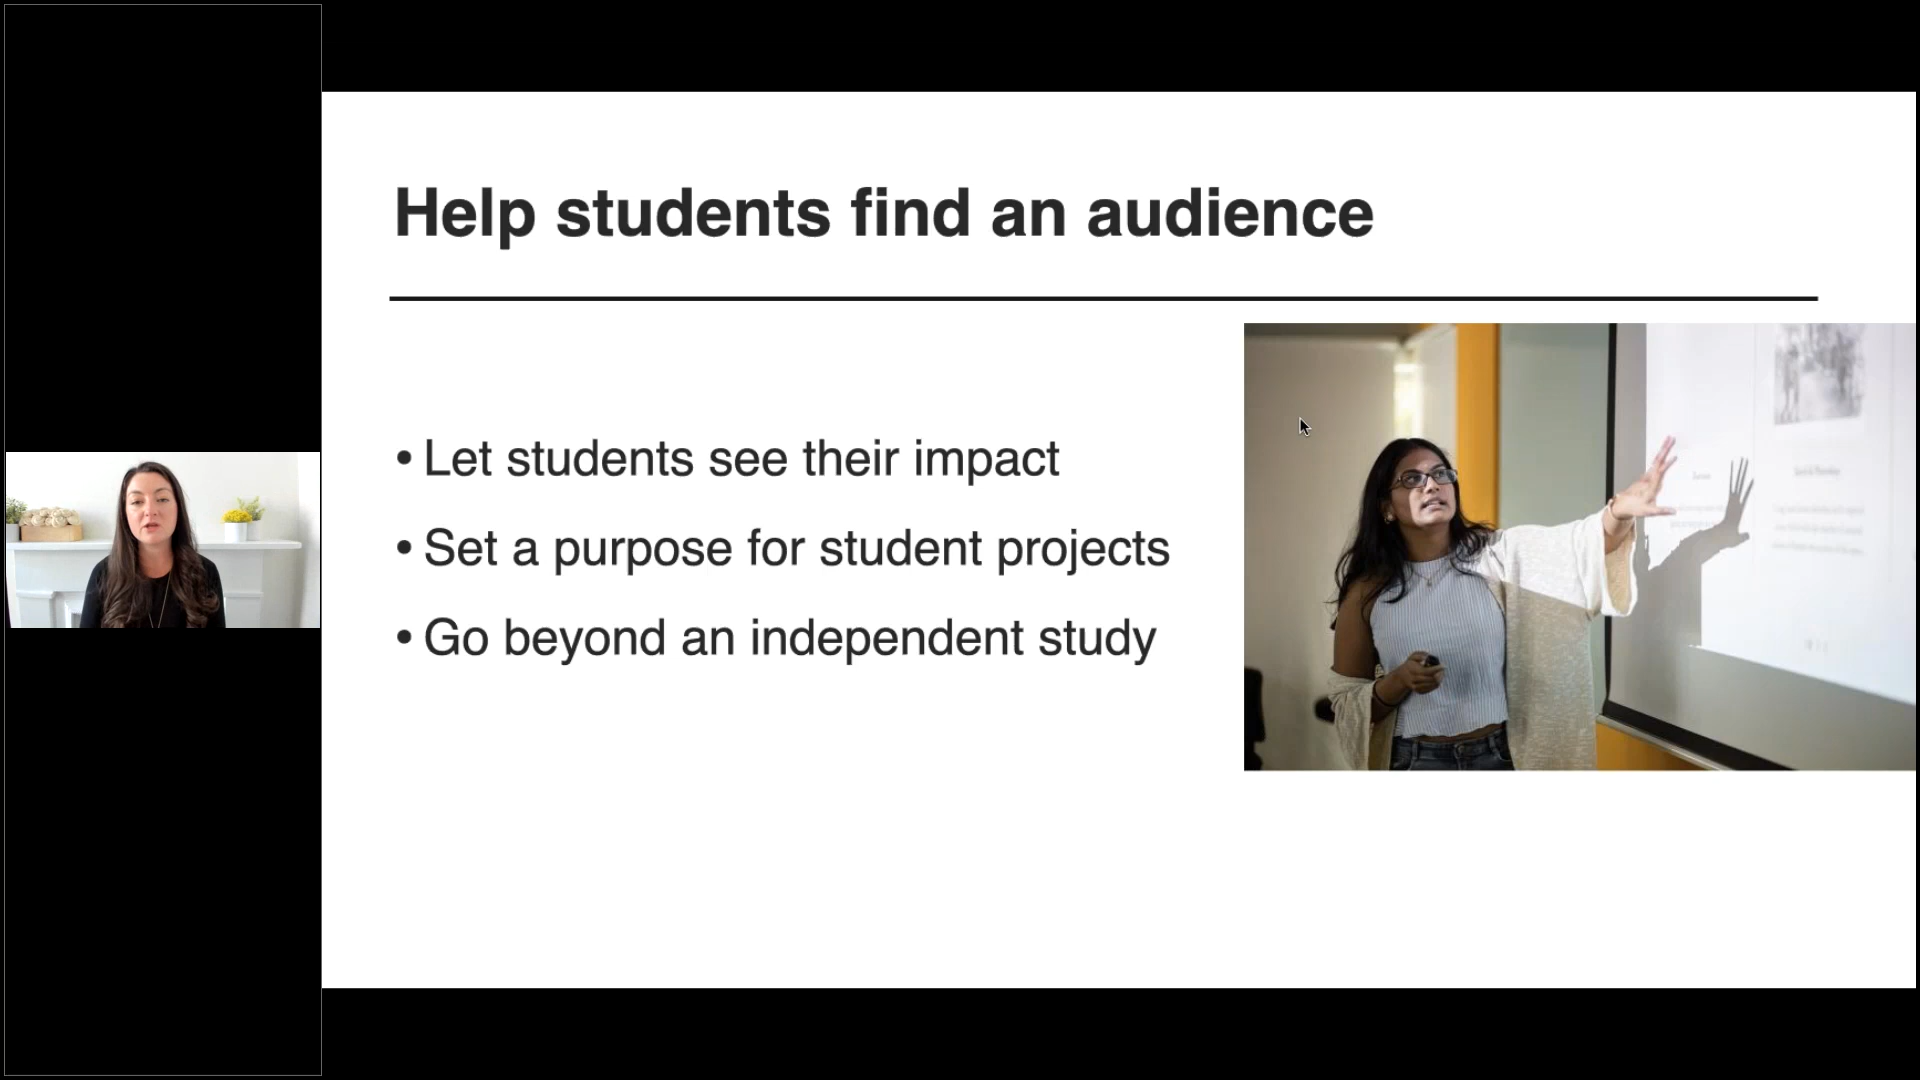 Help students find an audience
• Let students see their impact
• Set a purpose for student projects
• Go beyond an independent study